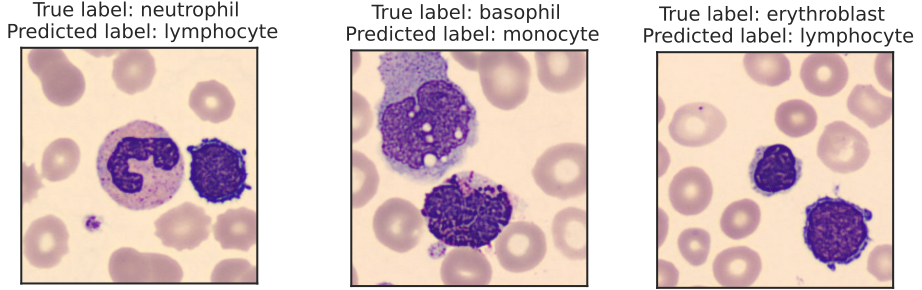 True label: neutrophil
Predicted label: lymphocyte
True label: basophil
Predicted label: monocyte
True label: erythroblast
Predicted label: lymphocyte